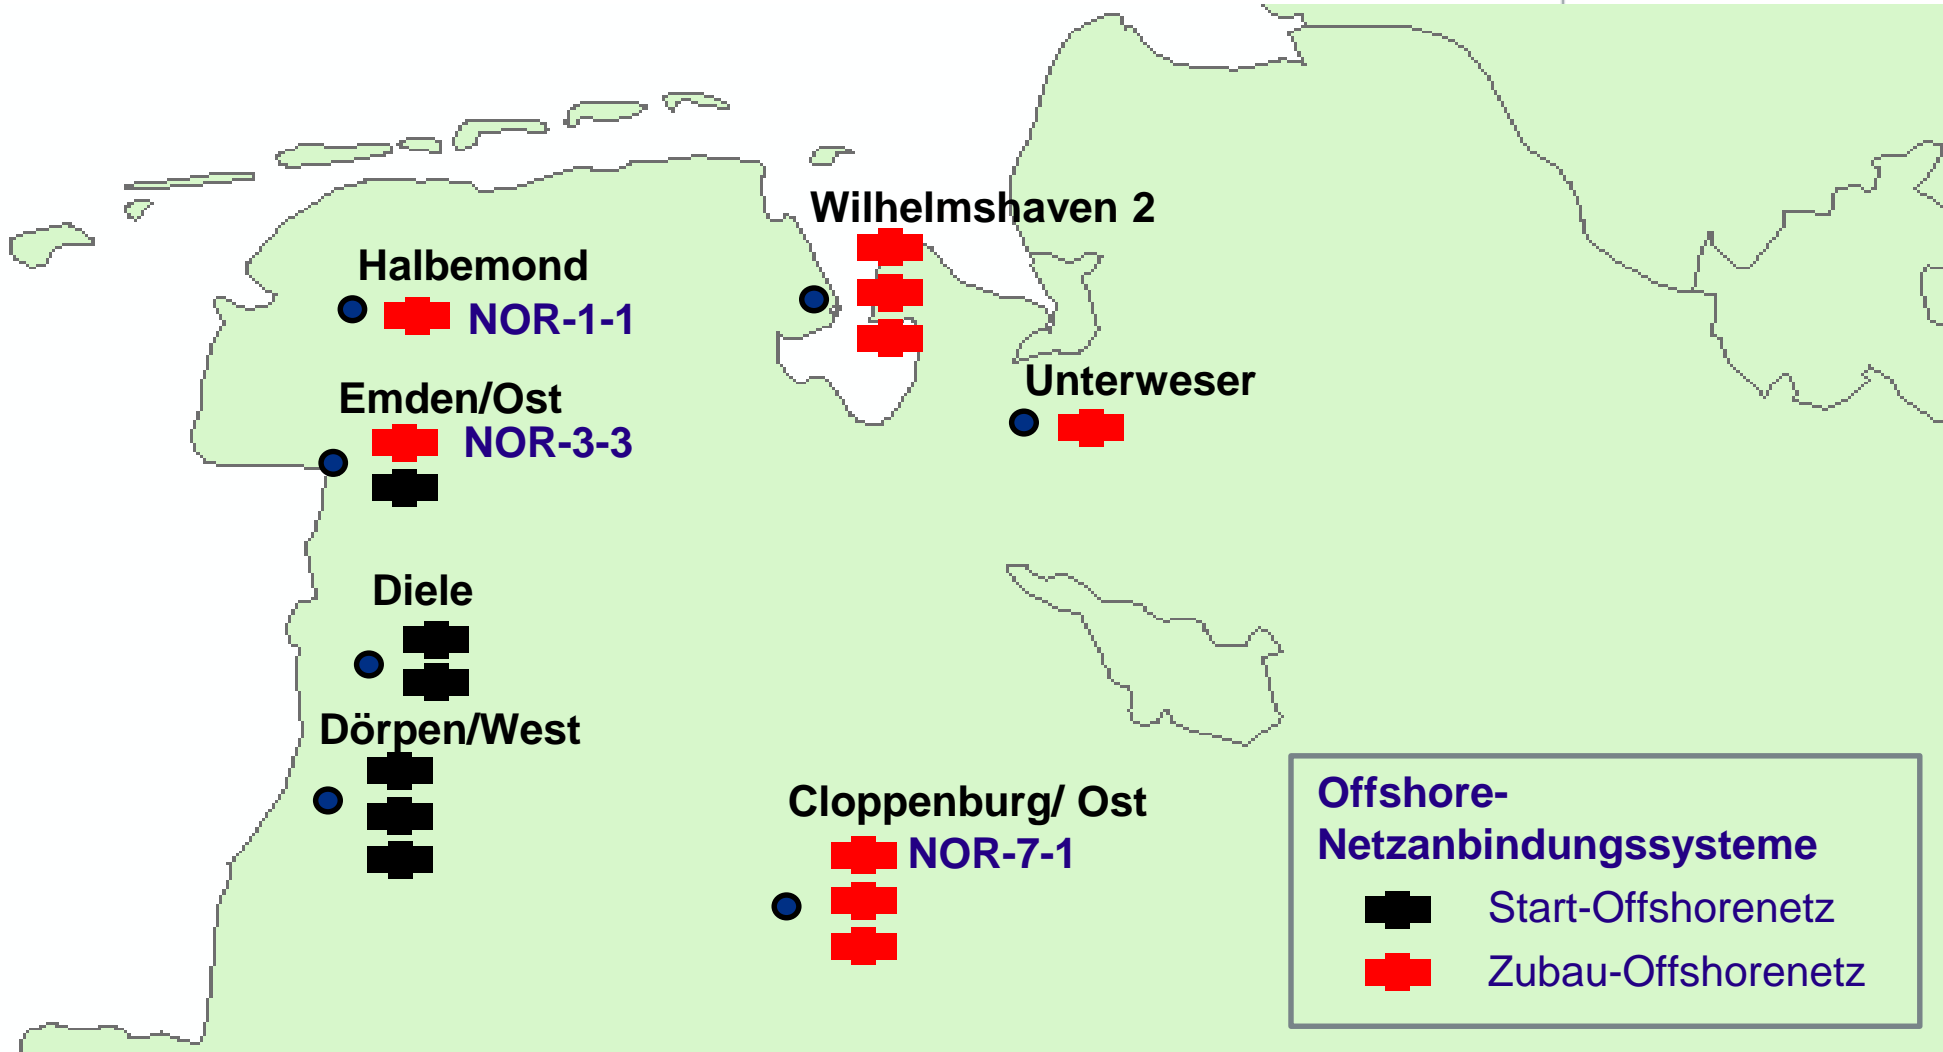 Wilhelmshaven 2
Halbemond
NOR-1-1
Emden/Ost
NOR-3-3
Unterweser
Diele
Dörpen/West
Cloppenburg/ Ost
NOR-7-1
Offshore-
Netzanbindungssysteme
Start-Offshorenetz
Zubau-Offshorenetz